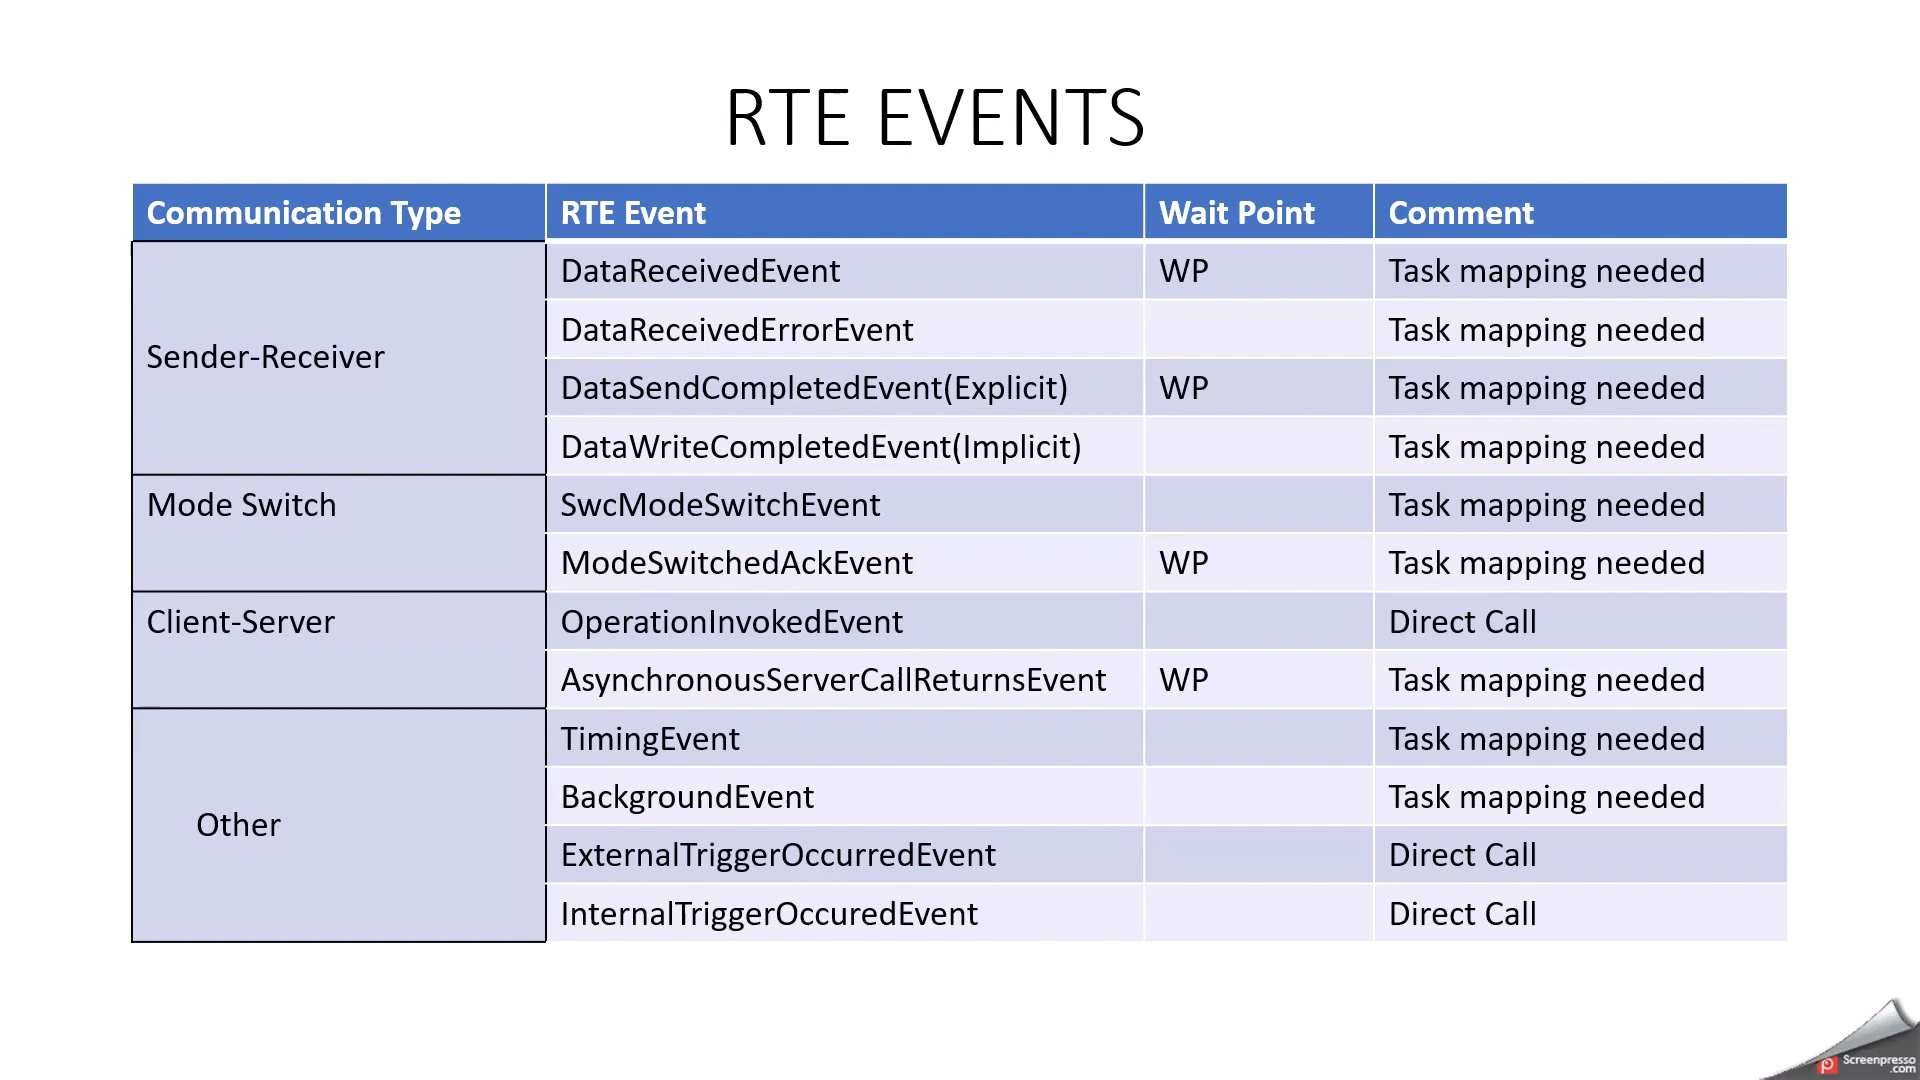 RTE EVENTS
Communication Type RTE Event Wait Point Comment
Sender-Receiver
DataReceivedEvent WP Task mapping needed
DataReceivedErrorEvent Task mapping needed
DataSendCompletedEvent(Explicit) WP Task mapping needed
DataWriteCompletedEvent(Implicit) Task mapping needed
Mode Switch SwcModeSwitchEvent Task mapping needed
ModeSwitchedAckEvent WP Task mapping needed
Client-Server OperationInvokedEvent Direct Call
AsynchronousServerCallReturnsEvent WP Task mapping needed
Other
TimingEvent Task mapping needed
BackgroundEvent Task mapping needed
ExternalTriggerOccurredEvent Direct Call
InternalTriggerOccuredEvent Direct Call
Screenpresso
.com